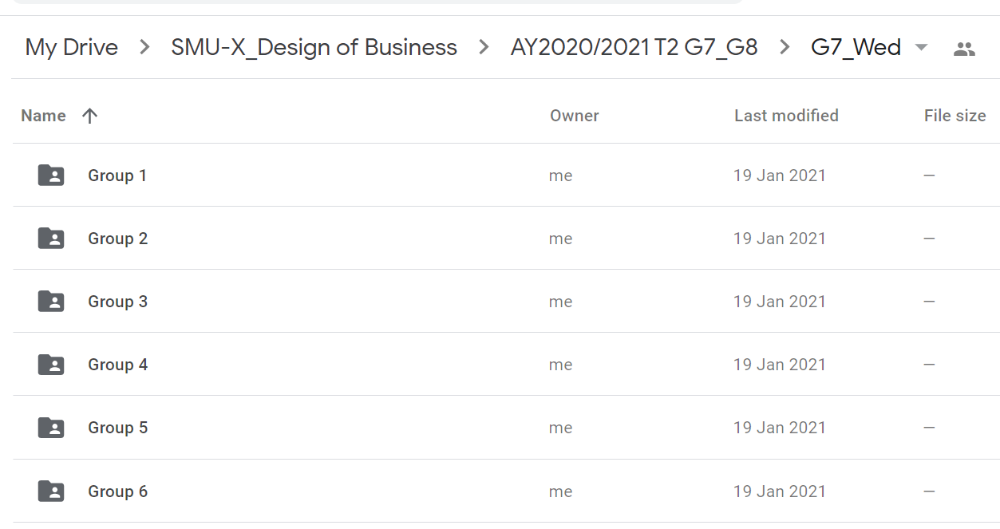 My Drive > SMU-X_Design of Business > AY2020/2021 T2 G7_G8 > G7_Wed
Name Owner Last modified File size
Group 1 me 19 Jan 2021 —
Group 2 me 19 Jan 2021 —
Group 3 me 19 Jan 2021 —
Group 4 me 19 Jan 2021 —
Group 5 me 19 Jan 2021 —
Group 6 me 19 Jan 2021 —